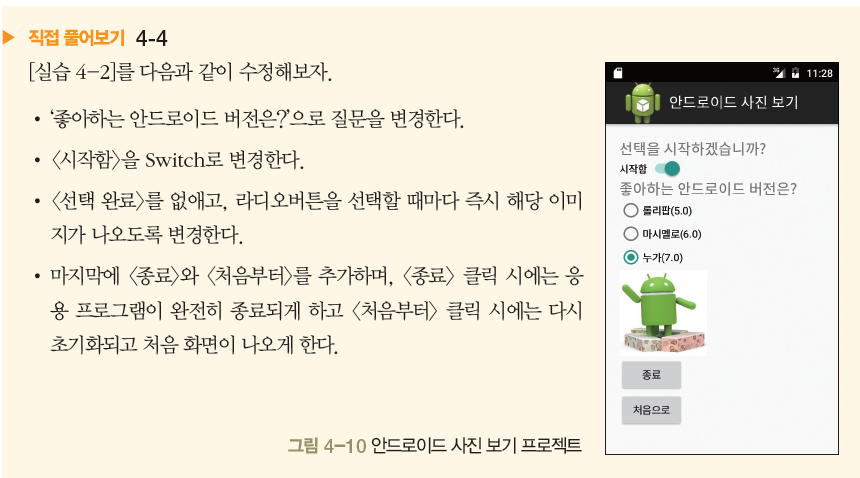 ▶ 직접 풀어보기 4-4
[실습 4-2]를 다음과 같이 수정해보자.
• ‘좋아하는 안드로이드 버전은?’으로 질문을 변경한다.
• 〈시작함〉을 Switch로 변경한다.
• 〈선택 완료〉를 없애고, 라디오버튼을 선택할 때마다 즉시 해당 이미
지가 나오도록 변경한다.
• 마지막에 〈종료〉와 〈처음부터〉를 추가하며, 〈종료〉 클릭 시에는 응
용 프로그램이 완전히 종료되게 하고 〈처음부터〉 클릭 시에는 다시
초기화되고 처음 화면이 나오게 한다.
그림 4-10 안드로이드 사진 보기 프로젝트
3G 11:28
안드로이드 사진 보기
선택을 시작하겠습니까?
시작함
좋아하는 안드로이드 버전은?
롤리팝(5.0)
마시멜로(6.0)
누가(7.0)
종료
처음으로